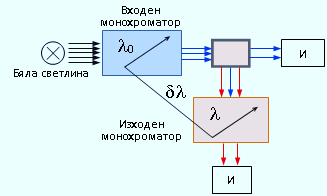 Входен
монохроматор
λ₀
Бяла светлина
и
δλ
Изходен
монохроматор
λ
и